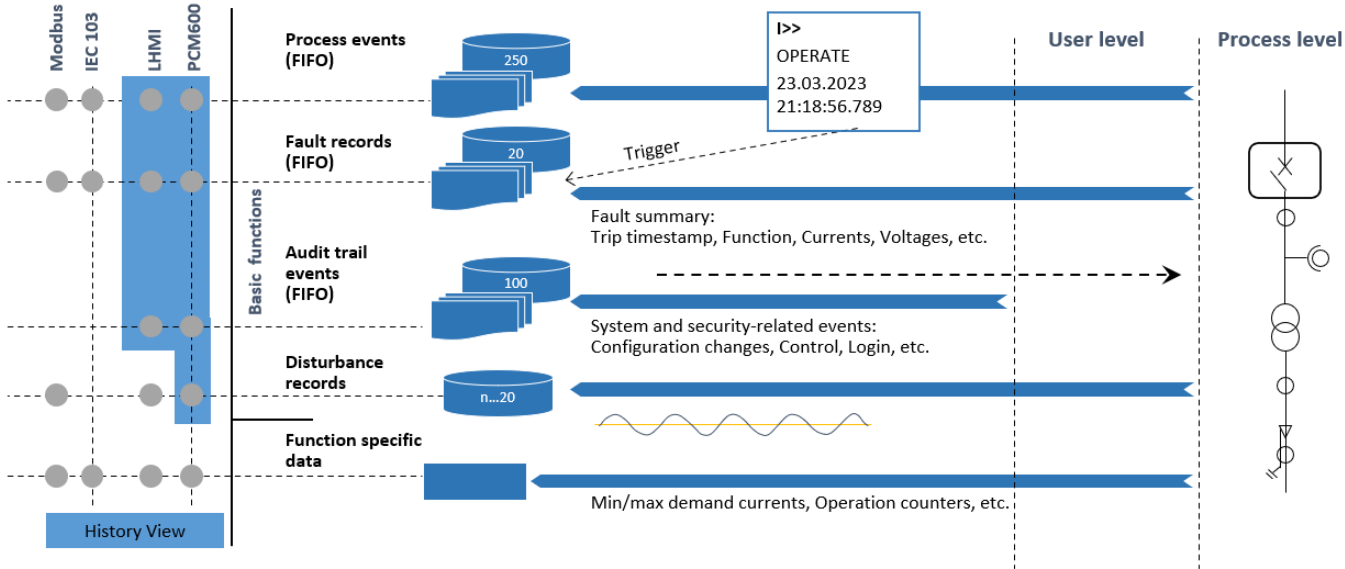 Modbus
IEC 103
LHMI
PCM600
Process events
(FIFO)
250
I>>
OPERATE
23.03.2023
21:18:56.789
User level
Process level
Fault records
(FIFO)
20
Trigger
Fault summary:
Trip timestamp, Function, Currents, Voltages, etc.
Basic functions
Audit trail
events
(FIFO)
100
System and security-related events:
Configuration changes, Control, Login, etc.
Disturbance
records
n...20
Function specific
data
Min/max demand currents, Operation counters, etc.
History View